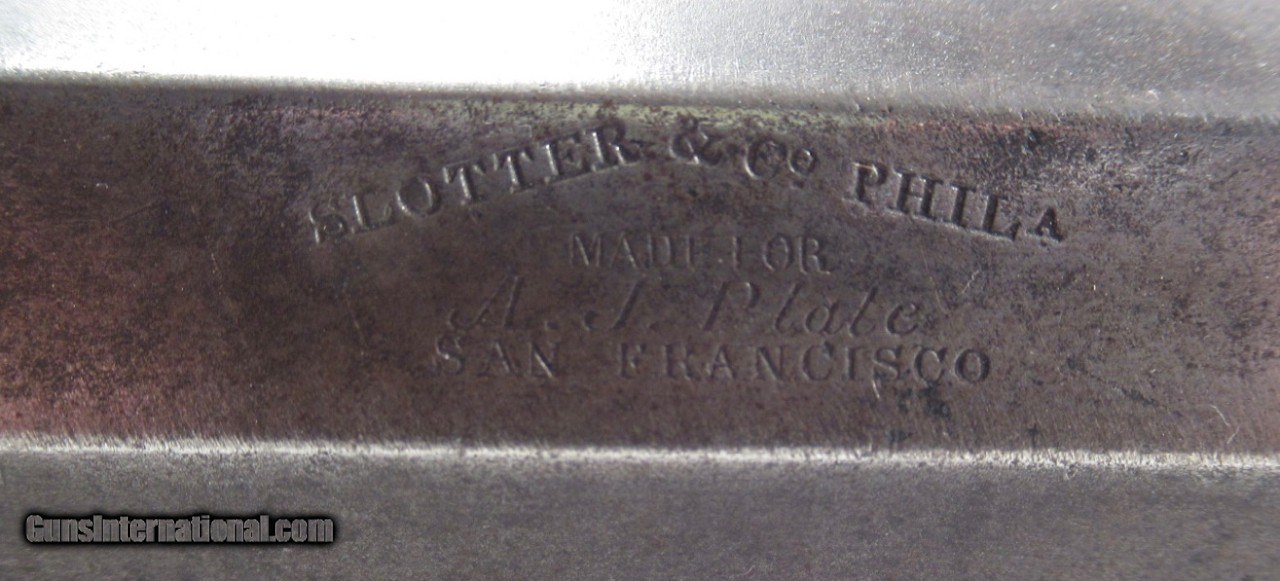 SLOTTER & Co PHILA
MADE FOR
A. J. Plate
SAN FRANCISCO
GunsInternational.com